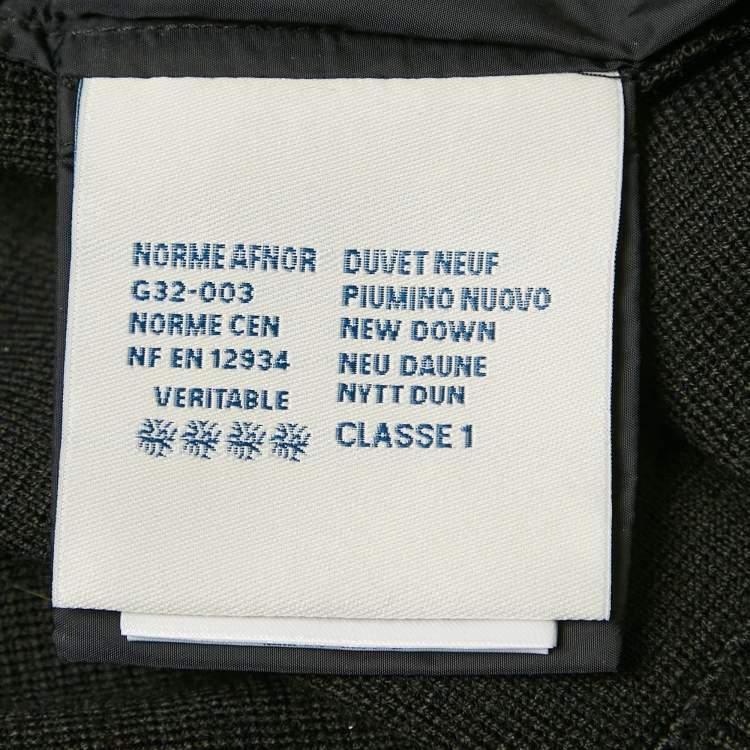 NORME AFNOR
G32-003
NORME CEN
NF EN 12934
VERITABLE
DUVET NEUF
PIUMINO NUOVO
NEW DOWN
NEU DAUNE
NYTT DUN
CLASSE 1